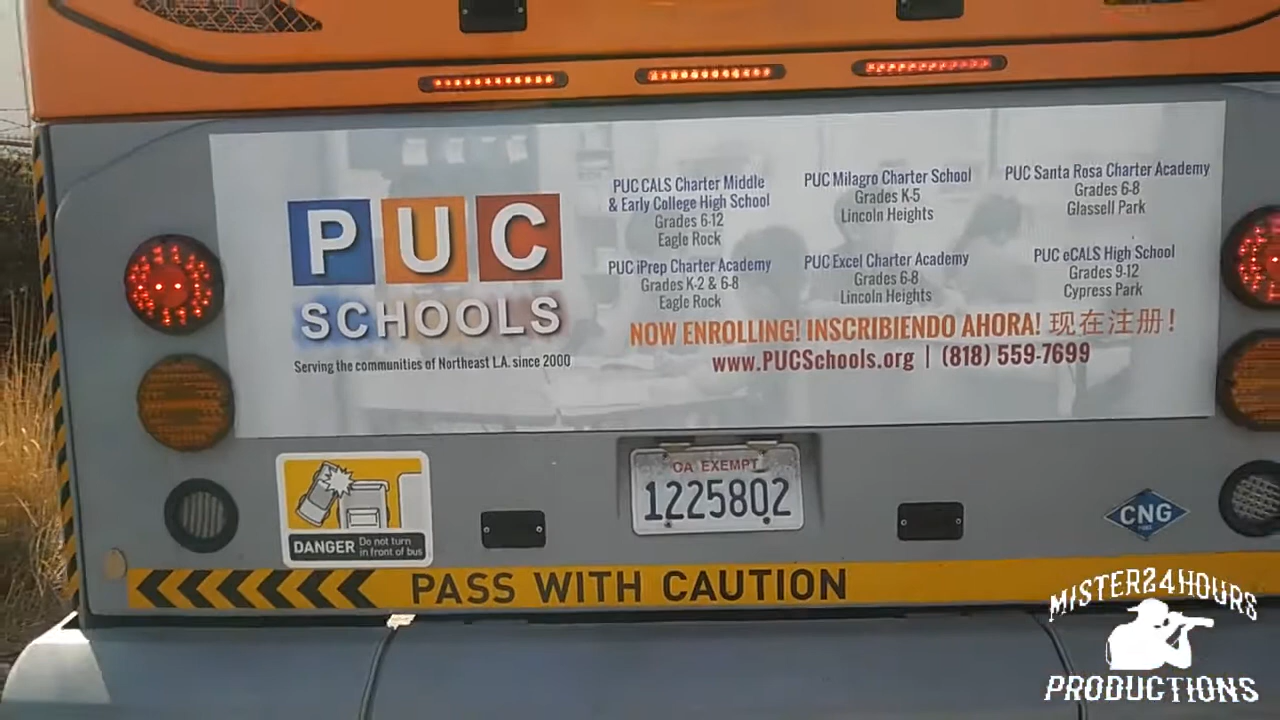 PUC
SCHOOLS
Serving the communities of Northeast L.A. since 2000
PUC CALS Charter Middle
& Early College High School
Grades 6-12
Eagle Rock
PUC Milagro Charter School
Grades K-5
Lincoln Heights
PUC Santa Rosa Charter Academy
Grades 6-8
Glassell Park
PUC iPrep Charter Academy
Grades K-2 & 6-8
Eagle Rock
PUC Excel Charter Academy
Grades 6-8
Lincoln Heights
PUC eCALS High School
Grades 9-12
Cypress Park
NOW ENROLLING! INSCRIBIENDO AHORA! 现在注册!
www.PUCSchools.org | (818) 559-7699
CA EXEMPT
1225802
DANGER Do not turn
in front of bus
CNG
PASS WITH CAUTION
MISTER24HOURS
PRODUCTIONS